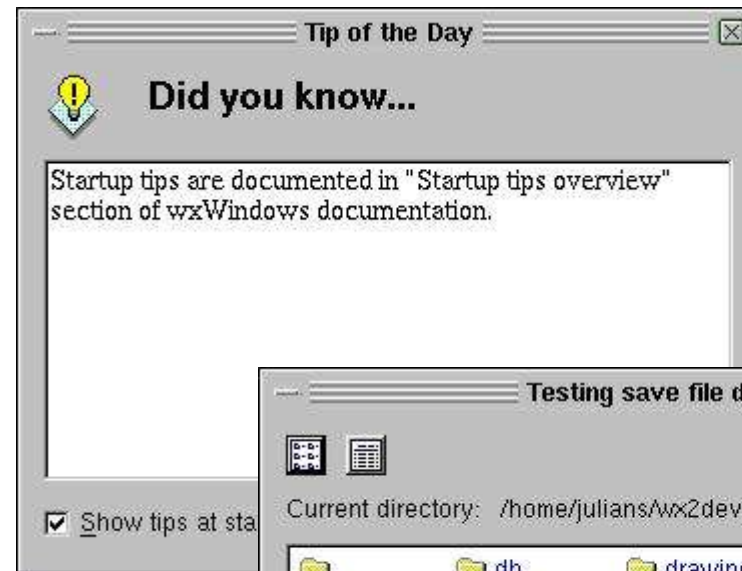 Tip of the Day
Did you know...
Startup tips are documented in "Startup tips overview"
section of wxWindows documentation.
Show tips at sta
Testing save file d
Current directory: /home/julians/wx2dev
.. db drawing